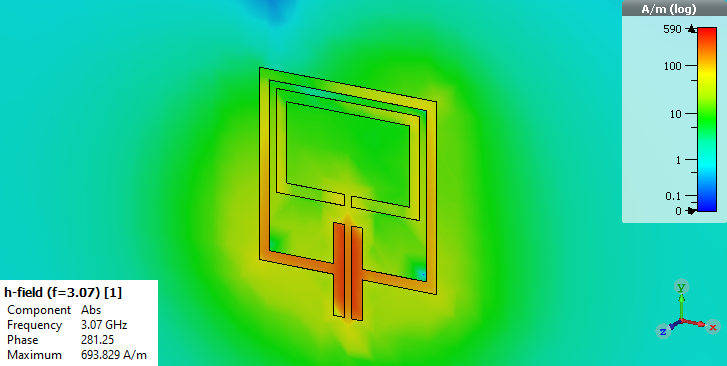 A/m (log)
590
100
10
1
0.1
0
h-field (f=3.07) [1]
Component Abs
Frequency 3.07 GHz
Phase 281.25
Maximum 693.829 A/m
y
z x